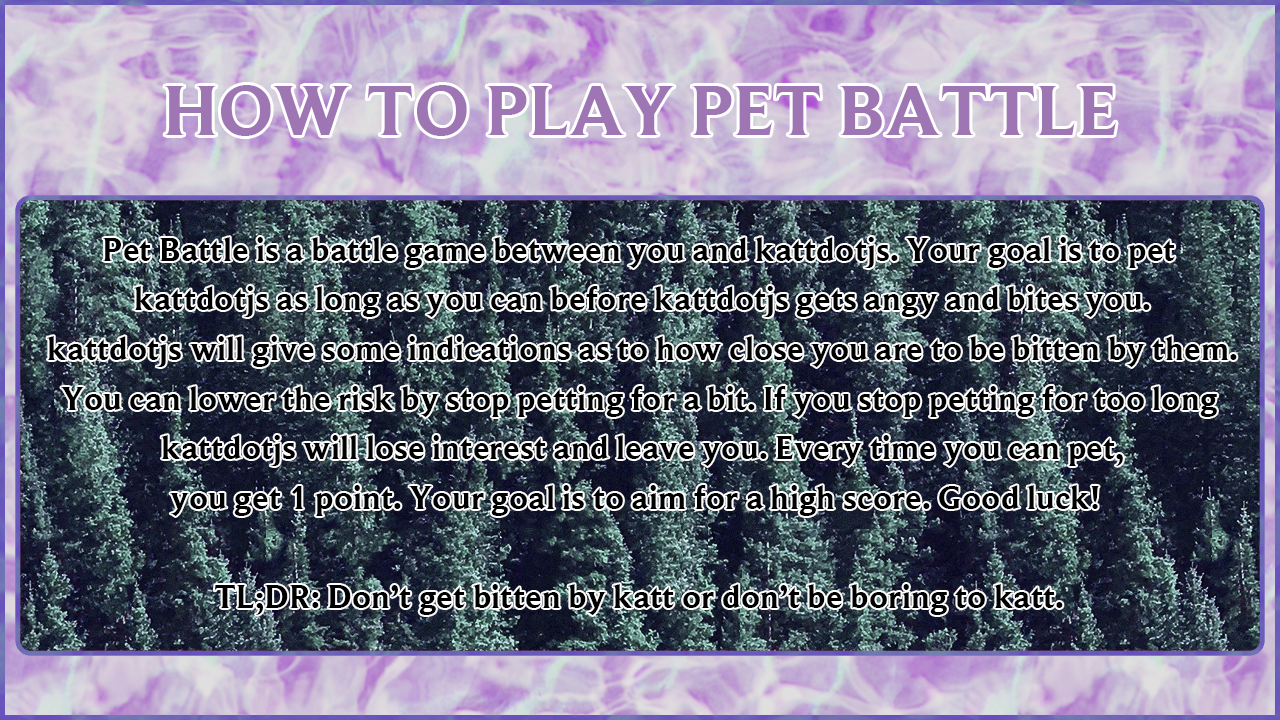 HOW TO PLAY PET BATTLE
Pet Battle is a battle game between you and kattdotjs. Your goal is to pet
kattdotjs as long as you can before kattdotjs gets angy and bites you.
kattdotjs will give some indications as to how close you are to be bitten by them.
You can lower the risk by stop petting for a bit. If you stop petting for too long
kattdotjs will lose interest and leave you. Every time you can pet,
you get 1 point. Your goal is to aim for a high score. Good luck!
TL;DR: Don’t get bitten by katt or don’t be boring to katt.